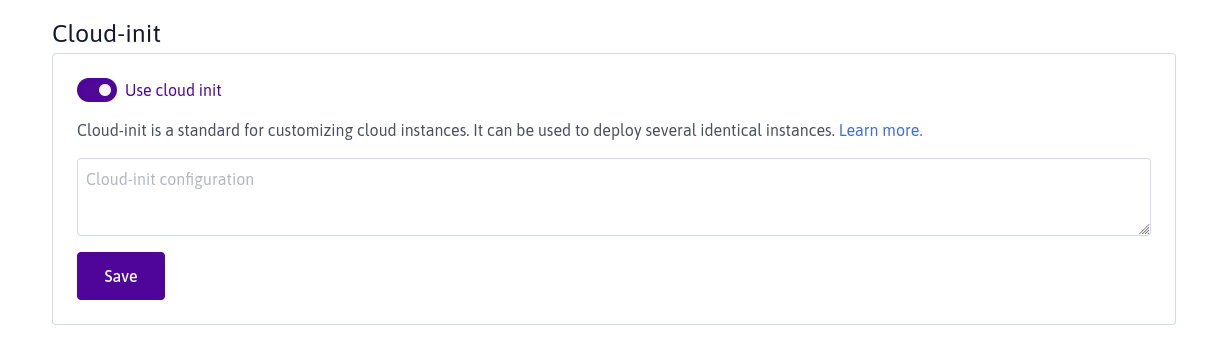 Cloud-init
Use cloud init
Cloud-init is a standard for customizing cloud instances. It can be used to deploy several identical instances. Learn more.
Cloud-init configuration
Save